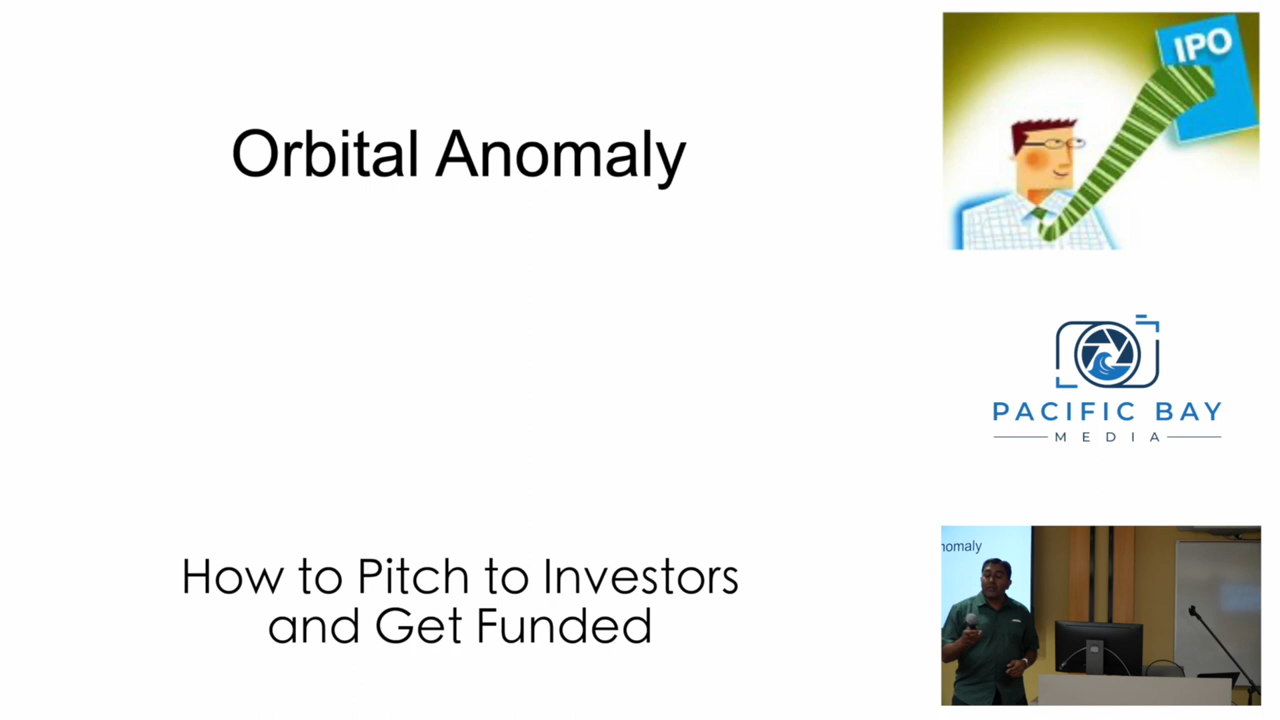 Orbital Anomaly
IPO
PACIFIC BAY
MEDIA
How to Pitch to Investors
and Get Funded
nomaly